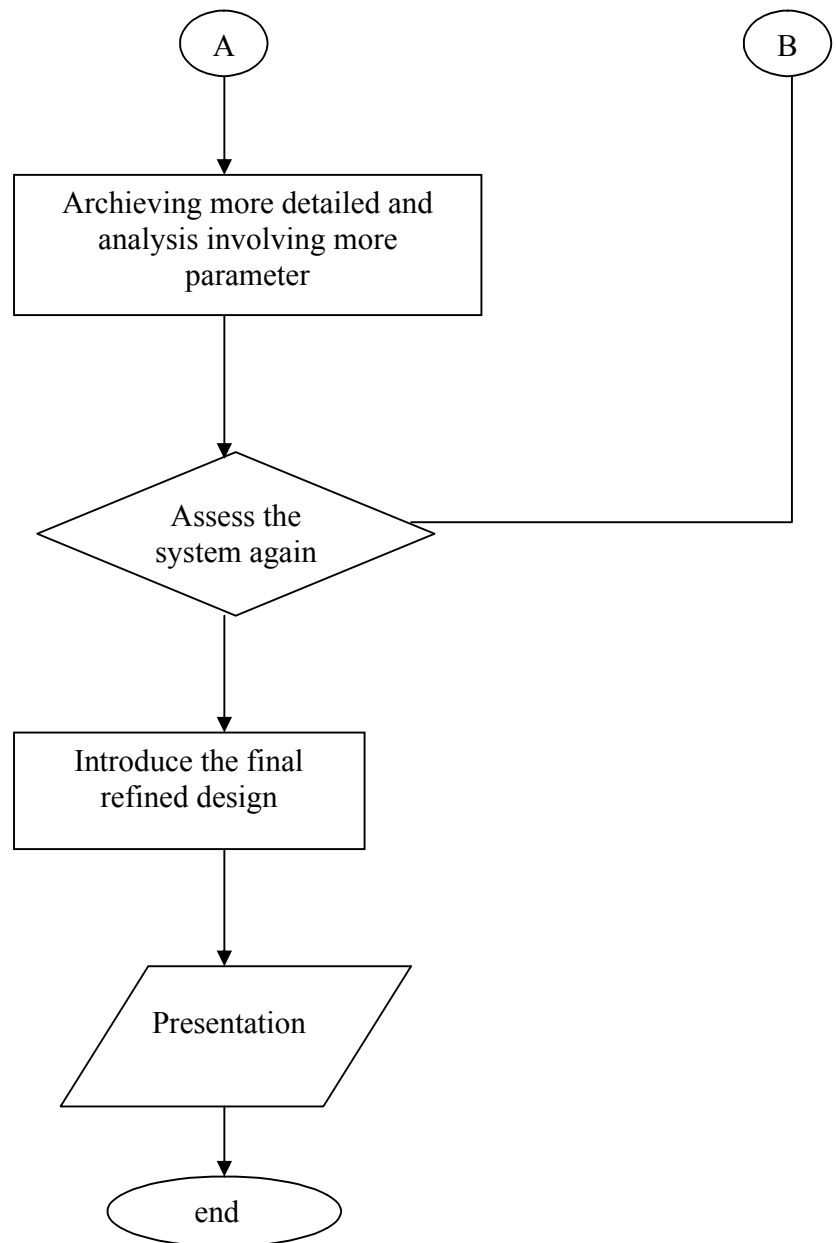 A
B
Archieving more detailed and
analysis involving more
parameter
Assess the
system again
Introduce the final
refined design
Presentation
end